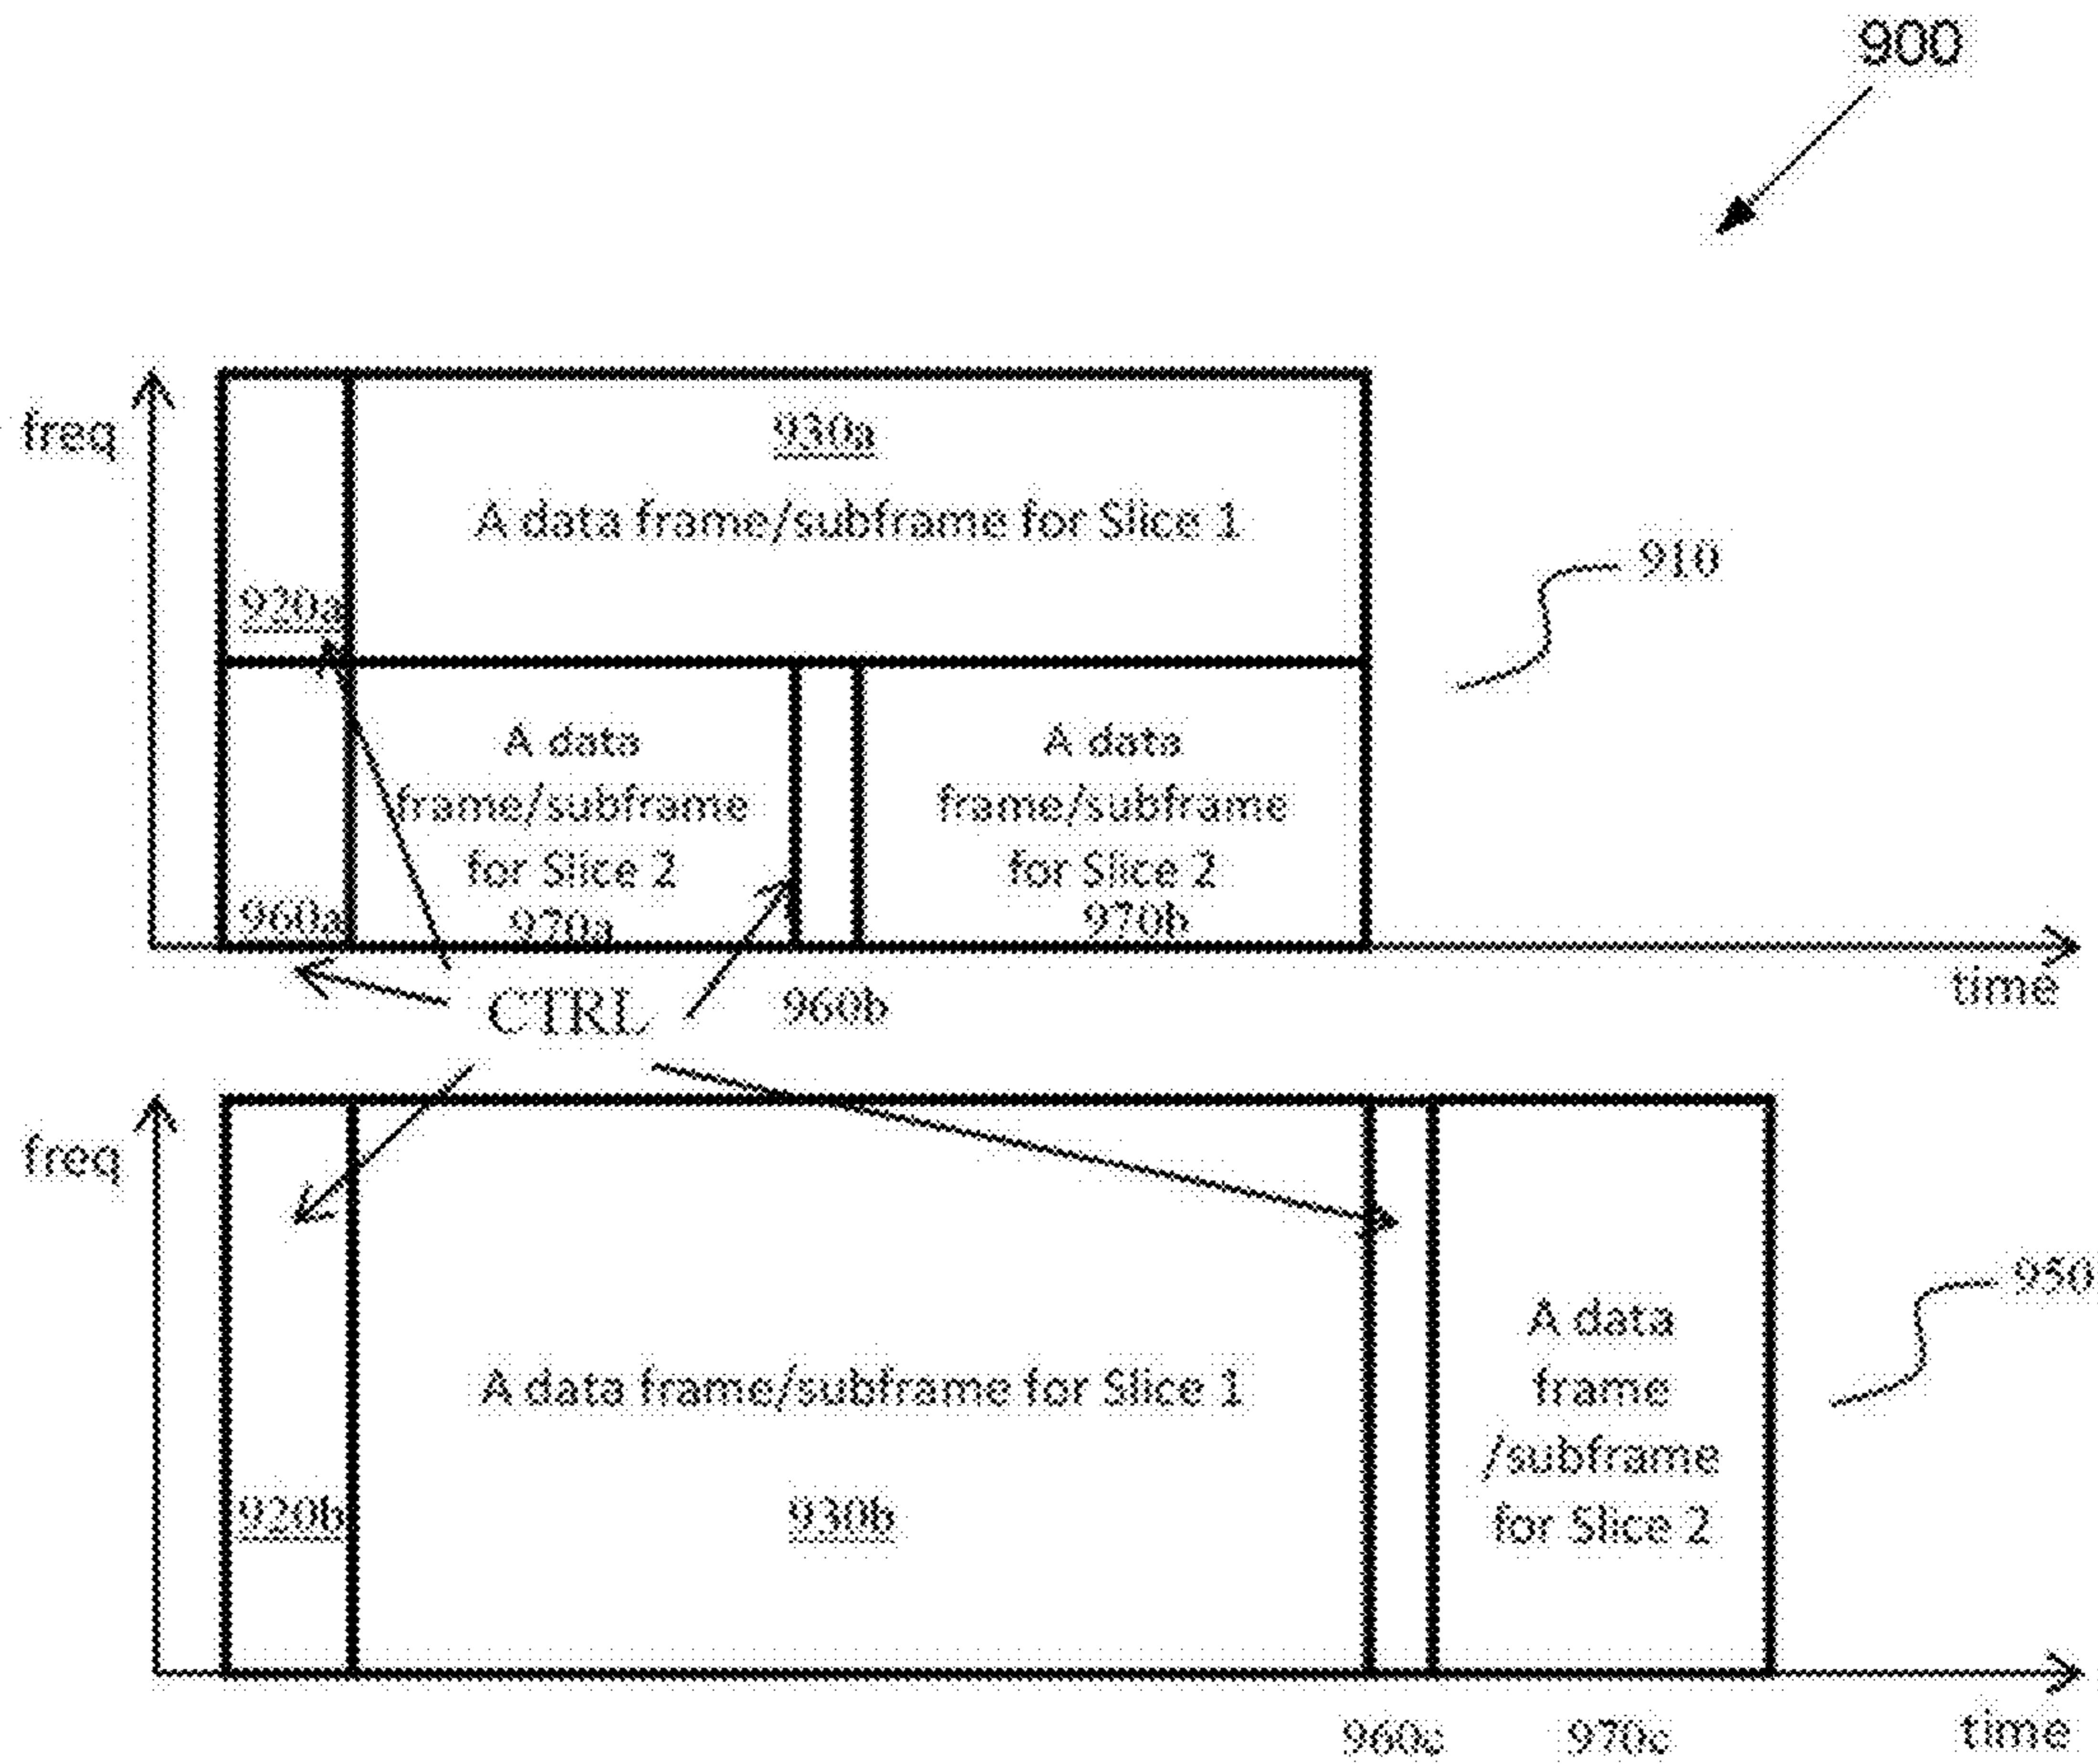 900
freq
930a
A data frame/subframe for Slice 1
910
920a
A data
frame/subframe
for Slice 2
970a
A data
frame/subframe
for Slice 2
970b
960a
time
CTRL
960b
freq
950
A data
frame
/subframe
for Slice 2
A data frame/subframe for Slice 1
920b
930b
960c
970c
time